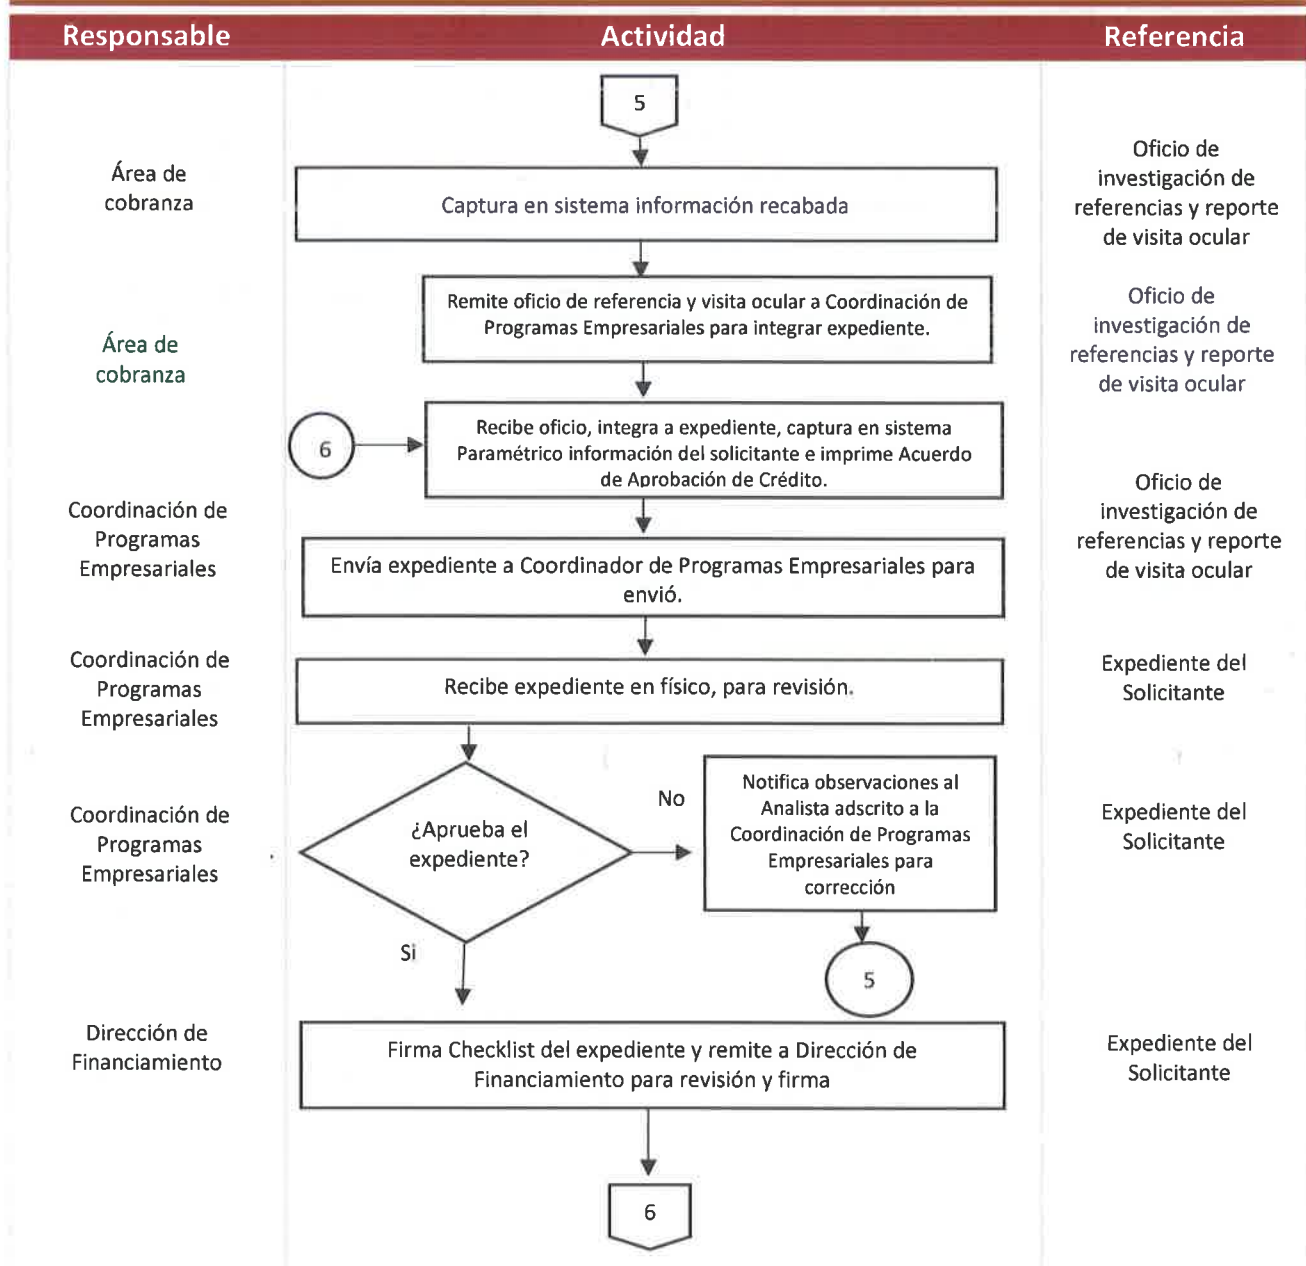 Responsable
Actividad
Referencia
5
Área de
cobranza
Captura en sistema información recabada
Oficio de
investigación de
referencias y reporte
de visita ocular
Área de
cobranza
Remite oficio de referencia y visita ocular a Coordinación de
Programas Empresariales para integrar expediente.
Oficio de
investigación de
referencias y reporte
de visita ocular
6
Recibe oficio, integra a expediente, captura en sistema
Paramétrico información del solicitante e imprime Acuerdo
de Aprobación de Crédito.
Coordinación de
Programas
Empresariales
Oficio de
investigación de
referencias y reporte
de visita ocular
Envía expediente a Coordinador de Programas Empresariales para
envió.
Coordinación de
Programas
Empresariales
Recibe expediente en físico, para revisión.
Expediente del
Solicitante
Coordinación de
Programas
Empresariales
¿Aprueba el
expediente?
No
Notifica observaciones al
Analista adscrito a la
Coordinación de Programas
Empresariales para
corrección
Expediente del
Solicitante
Si
5
Dirección de
Financiamiento
Firma Checklist del expediente y remite a Dirección de
Financiamiento para revisión y firma
Expediente del
Solicitante
6